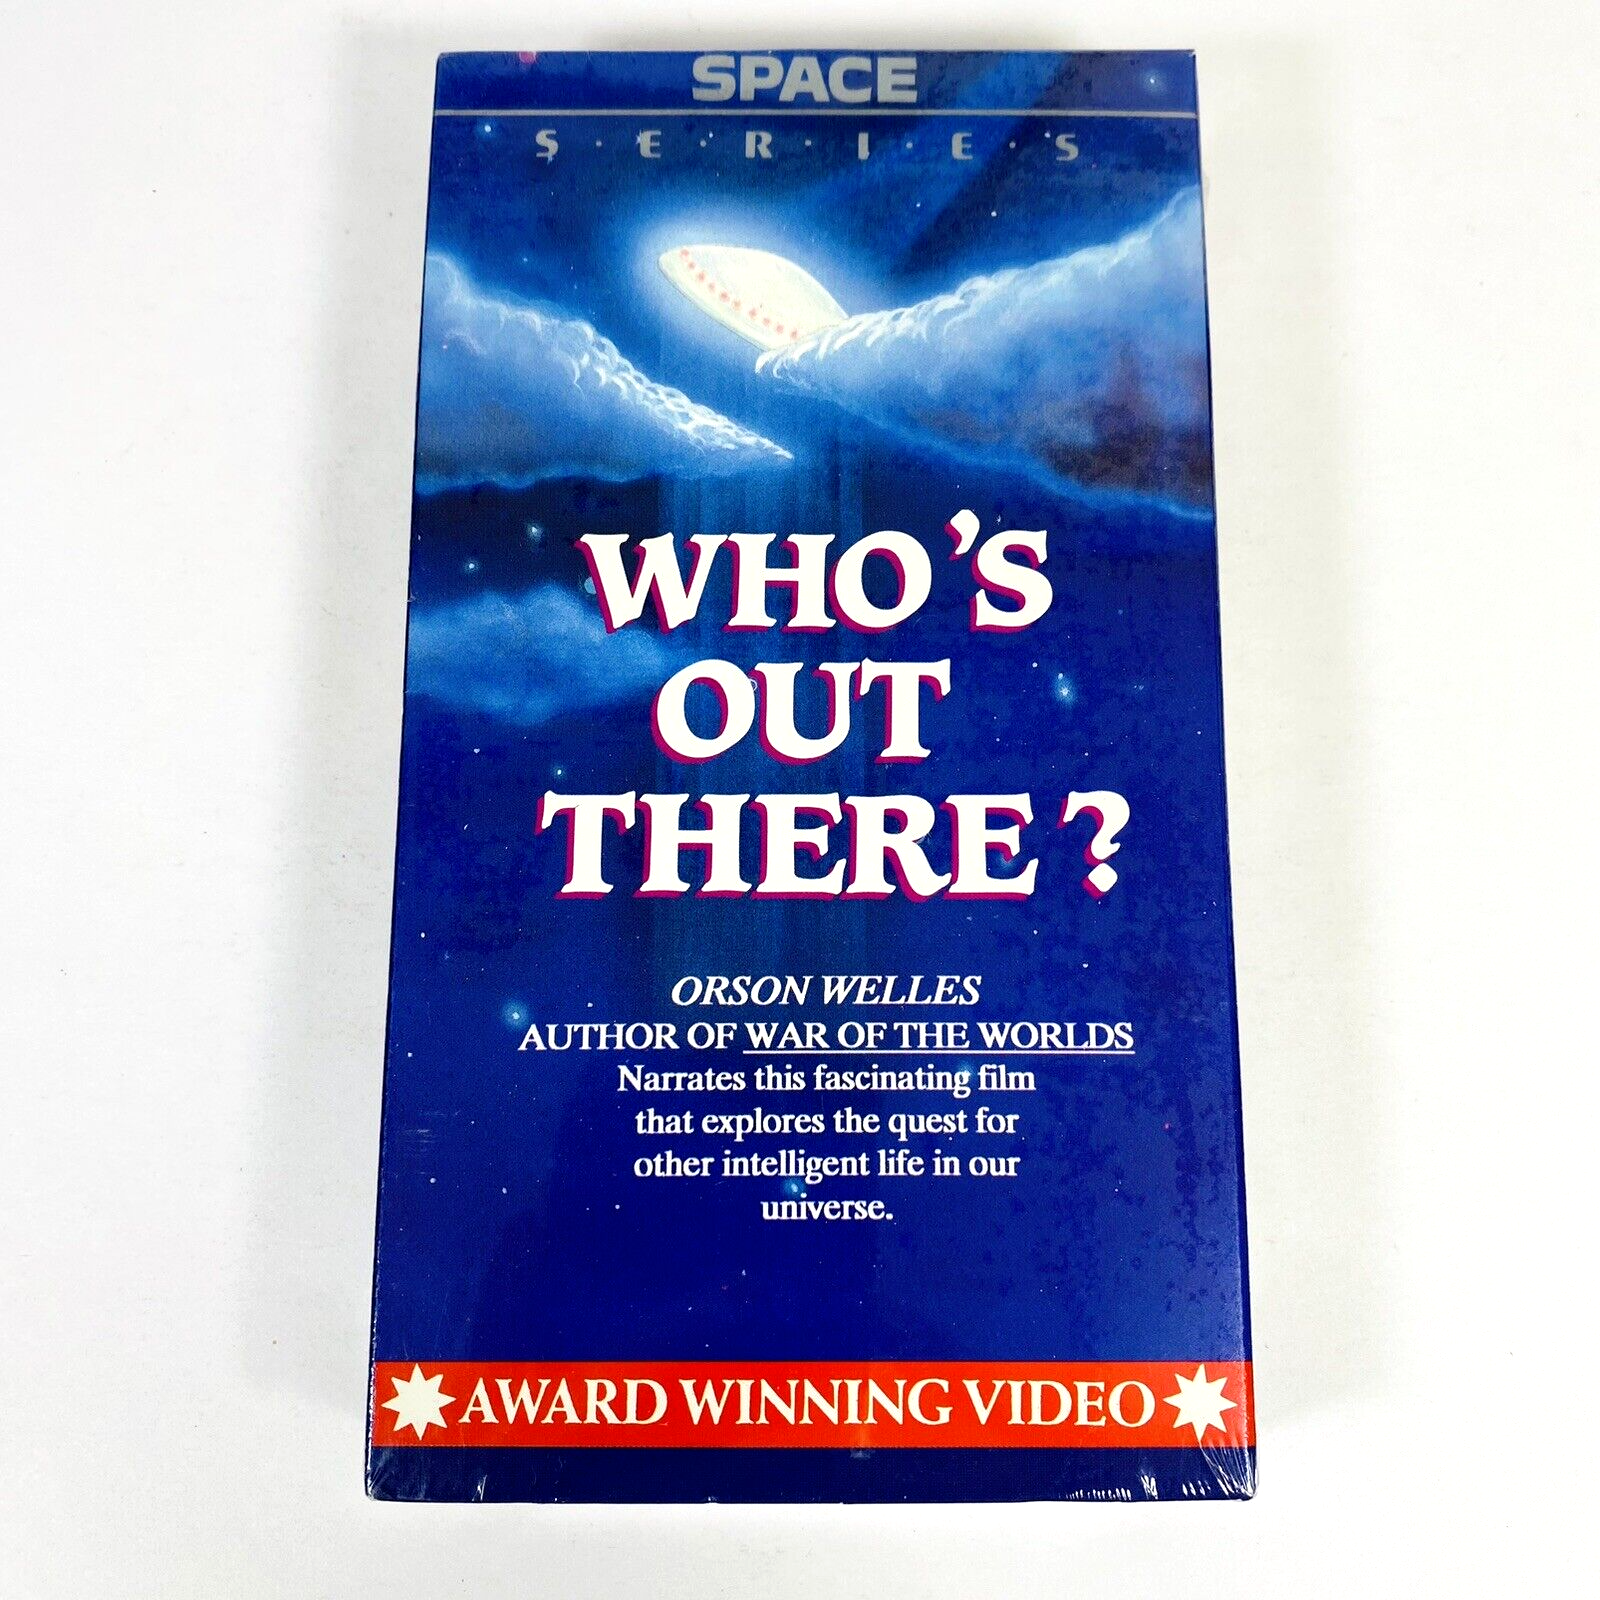 SPACE
S·E·R·I·E·S
WHO'S
OUT
THERE?
ORSON WELLES
AUTHOR OF WAR OF THE WORLDS
Narrates this fascinating film
that explores the quest for
other intelligent life in our
universe.
AWARD WINNING VIDEO